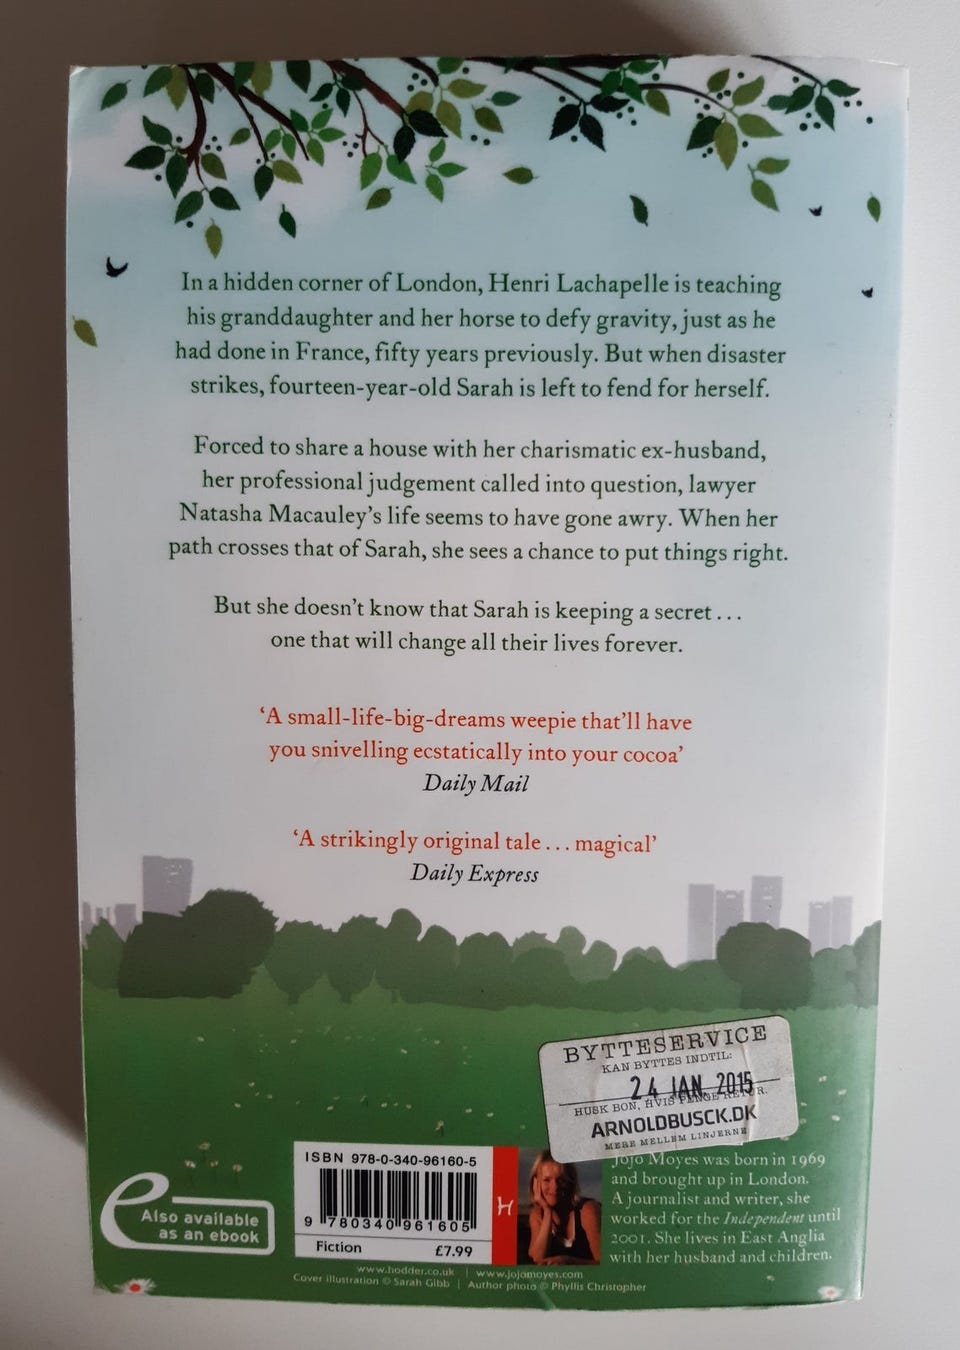 In a hidden corner of London, Henri Lachapelle is teaching
his granddaughter and her horse to defy gravity, just as he
had done in France, fifty years previously. But when disaster
strikes, fourteen-year-old Sarah is left to fend for herself.
Forced to share a house with her charismatic ex-husband,
her professional judgement called into question, lawyer
Natasha Macauley's life seems to have gone awry. When her
path crosses that of Sarah, she sees a chance to put things right.
But she doesn't know that Sarah is keeping a secret...
one that will change all their lives forever.
‘A small-life-big-dreams weepie that'll have
you snivelling ecstatically into your cocoa’
Daily Mail
‘A strikingly original tale... magical’
Daily Express
BYTTESERVICE
KAN BYTTES INDTIL:
24 JAN. 2015
HUSK BON, HVIS PENGE RETUR.
ARNOLDBUSCK.DK
MERE MELLEM LINJERNE
e
Also available
as an ebook
ISBN 978-0-340-96160-5
9 780340 961605
Fiction £7.99
H
Jojo Moyes was born in 1969
and brought up in London.
A journalist and writer, she
worked for the Independent until
2001. She lives in East Anglia
with her husband and children.
www.hodder.co.uk | www.jojomoyes.com
Cover illustration © Sarah Gibb | Author photo © Phyllis Christopher